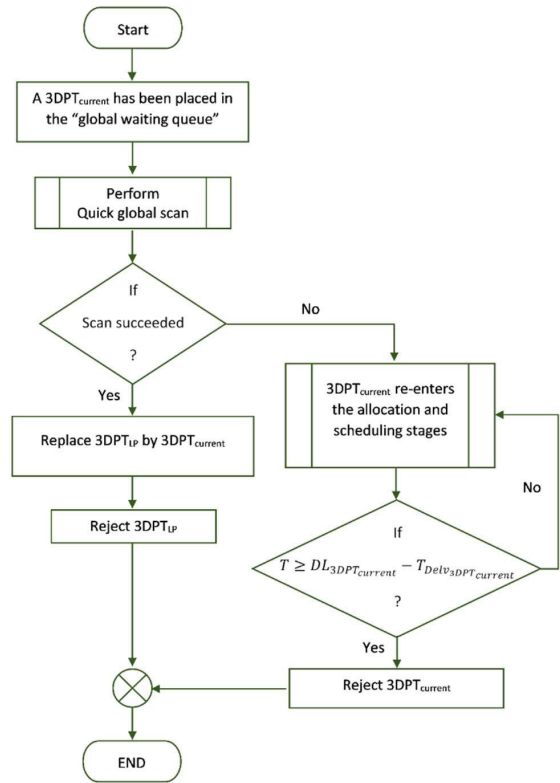 Start
A 3DPTcurrent has been placed in
the “global waiting queue”
Perform
Quick global scan
If
Scan succeeded
?
No
Yes
3DPTcurrent re-enters
the allocation and
scheduling stages
Replace 3DPTLP by 3DPTcurrent
No
Reject 3DPTLP
If
T ≥ DL3DPTcurrent − TDelv3DPTcurrent
?
Yes
Reject 3DPTcurrent
END